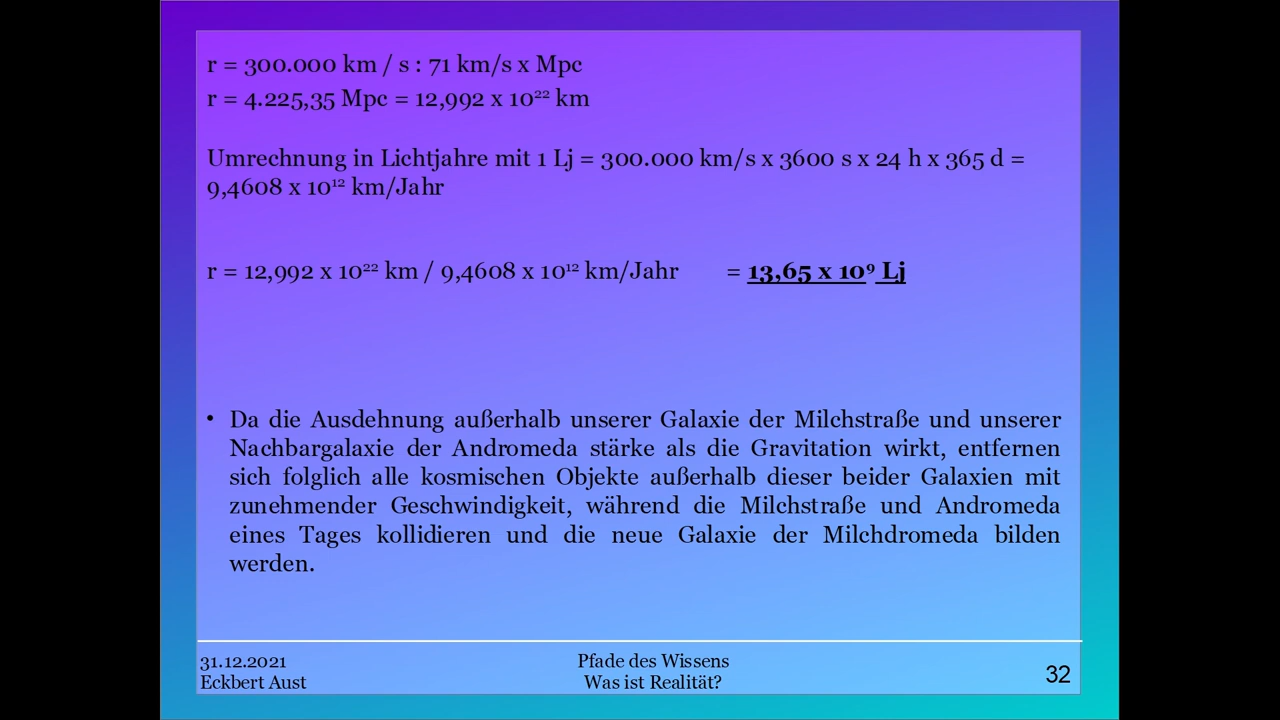 r = 300.000 km / s : 71 km/s x Mpc
r = 4.225,35 Mpc = 12,992 x 10²² km
Umrechnung in Lichtjahre mit 1 Lj = 300.000 km/s x 3600 s x 24 h x 365 d =
9,4608 x 10¹² km/Jahr
r = 12,992 x 10²² km / 9,4608 x 10¹² km/Jahr = 13,65 x 10⁹ Lj
• Da die Ausdehnung außerhalb unserer Galaxie der Milchstraße und unserer
Nachbargalaxie der Andromeda stärke als die Gravitation wirkt, entfernen
sich folglich alle kosmischen Objekte außerhalb dieser beider Galaxien mit
zunehmender Geschwindigkeit, während die Milchstraße und Andromeda
eines Tages kollidieren und die neue Galaxie der Milchdromeda bilden
werden.
31.12.2021
Eckbert Aust
Pfade des Wissens
Was ist Realität?
32